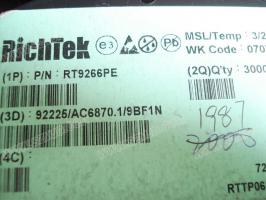 RichTek e3 Pb MSL/Temp : 3/2
WK Code : 070
(1P) : P/N : RT9266PE
(2Q)Q'ty : 3000
(3D) : 92225/AC6870.1/9BF1N
1987
(4C) :
72
RTTP06